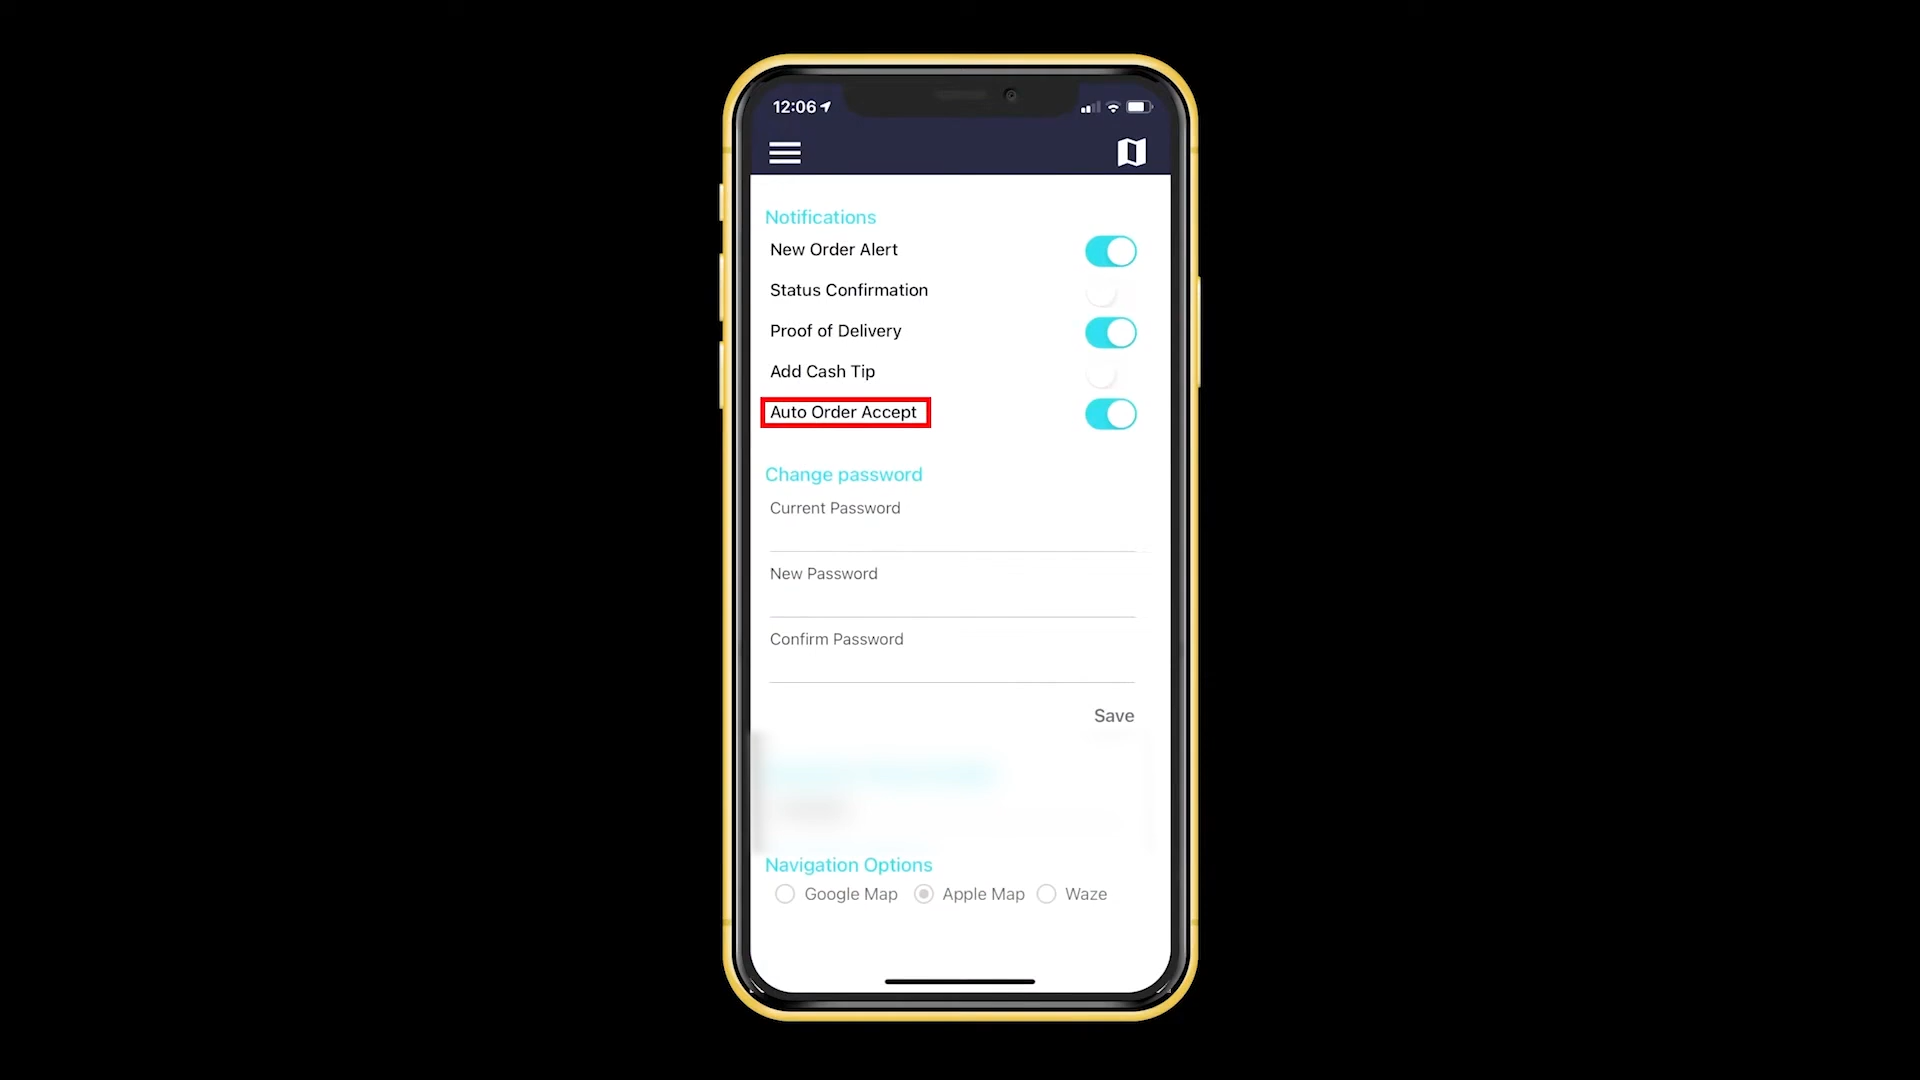 12:06
Notifications
New Order Alert
Status Confirmation
Proof of Delivery
Add Cash Tip
Auto Order Accept
Change password
Current Password
New Password
Confirm Password
Save
Navigation Options
Google Map Apple Map Waze